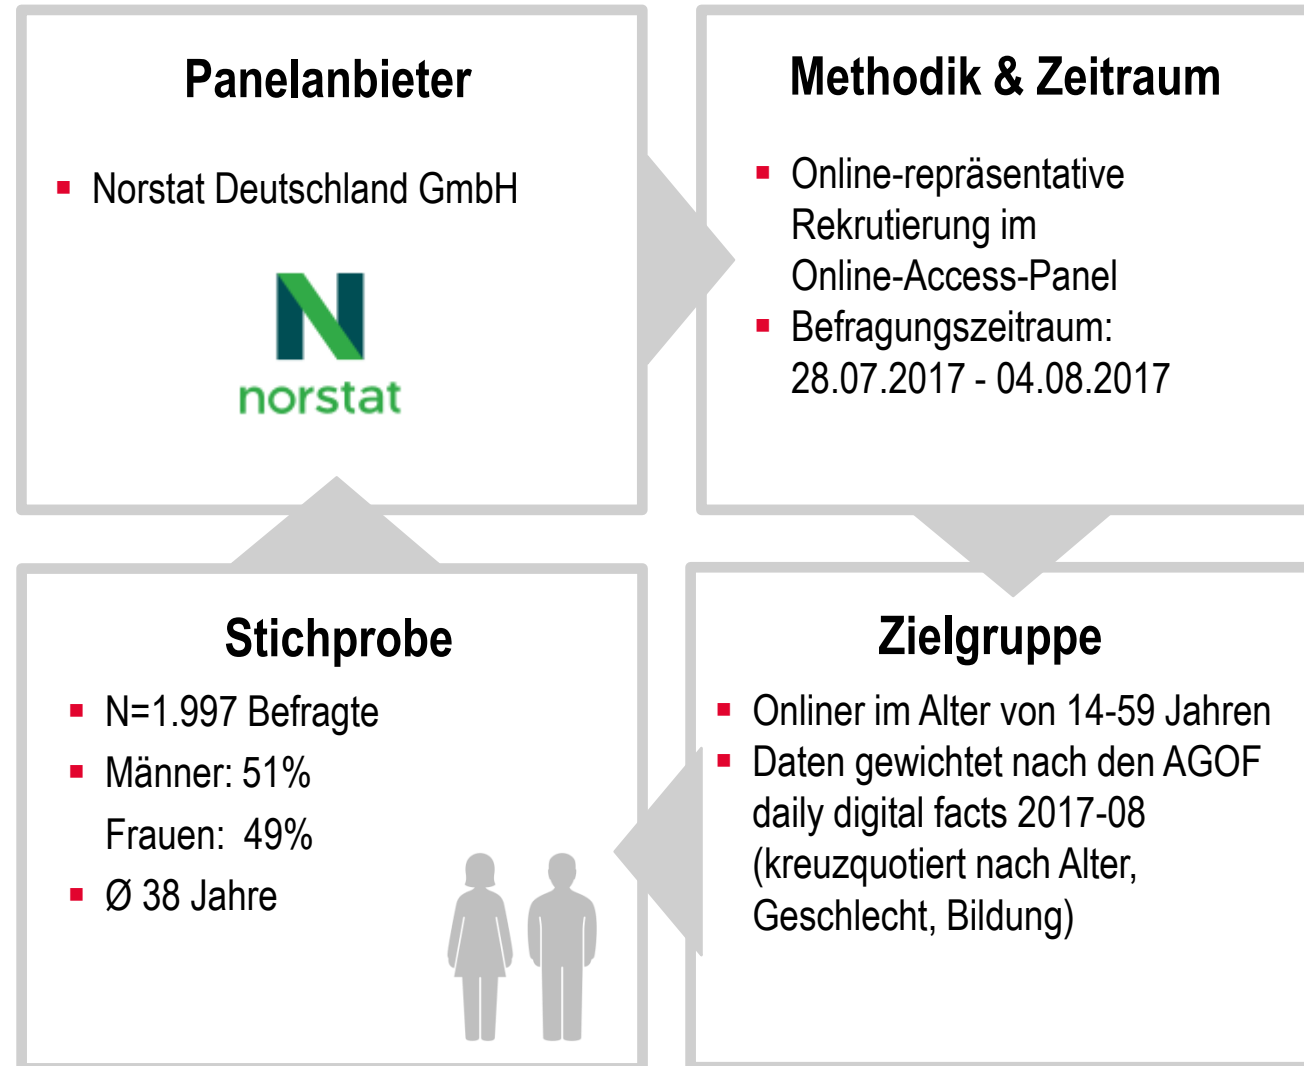 Panelanbieter
▪ Norstat Deutschland GmbH
norstat
Methodik & Zeitraum
▪ Online-repräsentative
Rekrutierung im
Online-Access-Panel
▪ Befragungszeitraum:
28.07.2017 - 04.08.2017
Stichprobe
▪ N=1.997 Befragte
▪ Männer: 51%
Frauen: 49%
▪ Ø 38 Jahre
Zielgruppe
▪ Onliner im Alter von 14-59 Jahren
▪ Daten gewichtet nach den AGOF
daily digital facts 2017-08
(kreuzquotiert nach Alter,
Geschlecht, Bildung)